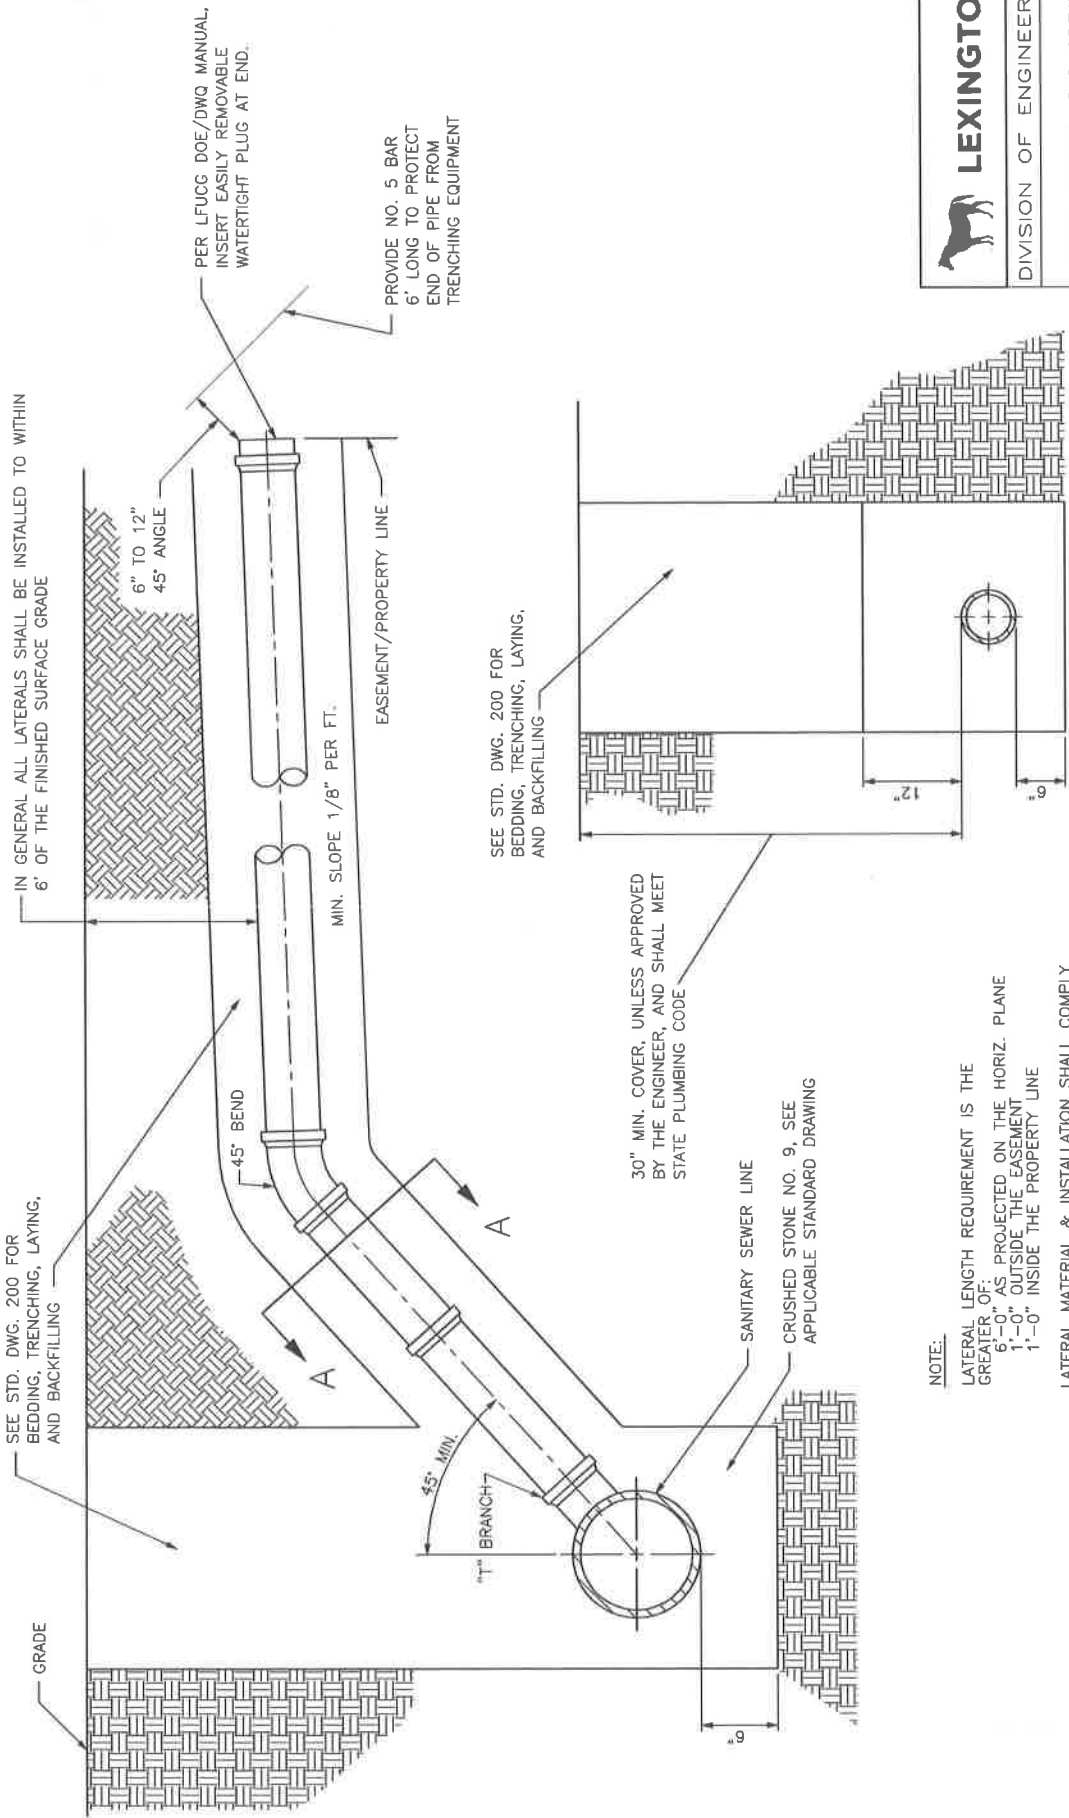 GRADE
SEE STD. DWG. 200 FOR
BEDDING, TRENCHING, LAYING,
AND BACKFILLING
IN GENERAL ALL LATERALS SHALL BE INSTALLED TO WITHIN
6' OF THE FINISHED SURFACE GRADE
6" TO 12"
45° ANGLE
PER LFUCG DOE/DWQ MANUAL,
INSERT EASILY REMOVABLE
WATERTIGHT PLUG AT END.
PROVIDE NO. 5 BAR
6' LONG TO PROTECT
END OF PIPE FROM
TRENCHING EQUIPMENT
45° BEND
MIN. SLOPE 1/8" PER FT.
EASEMENT/PROPERTY LINE
A
A
45° MIN.
"T" BRANCH
6"
SANITARY SEWER LINE
CRUSHED STONE NO. 9, SEE
APPLICABLE STANDARD DRAWING
SEE STD. DWG. 200 FOR
BEDDING, TRENCHING, LAYING,
AND BACKFILLING
30" MIN. COVER, UNLESS APPROVED
BY THE ENGINEER, AND SHALL MEET
STATE PLUMBING CODE
12"
6"
NOTE:
LATERAL LENGTH REQUIREMENT IS THE
GREATER OF:
6'-0" AS PROJECTED ON THE HORIZ. PLANE
1'-0" OUTSIDE THE EASEMENT
1'-0" INSIDE THE PROPERTY LINE
LATERAL MATERIAL & INSTALLATION SHALL COMPLY
LEXINGTO
DIVISION OF ENGINEER